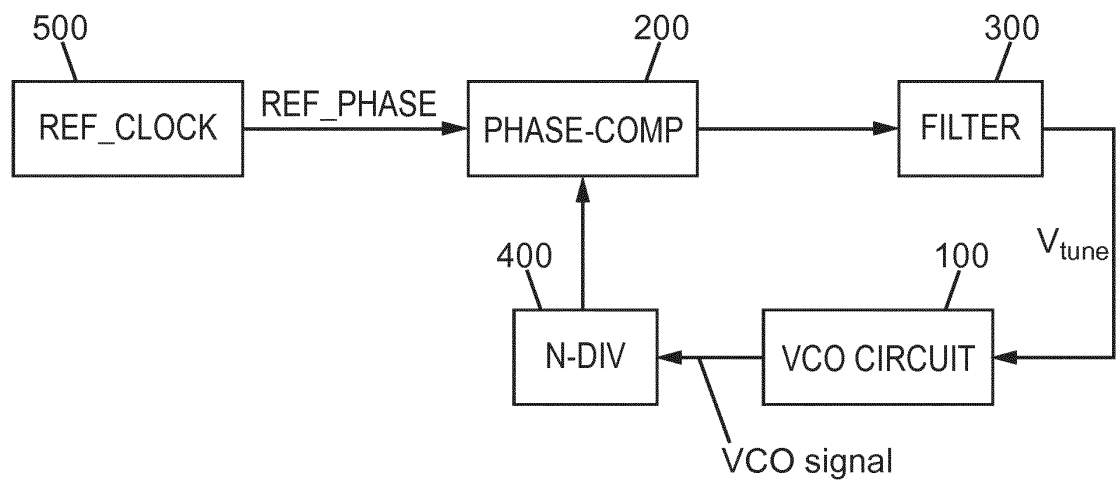 500
200
300
REF_CLOCK
REF_PHASE
PHASE-COMP
FILTER
Vtune
400
100
N-DIV
VCO CIRCUIT
VCO signal